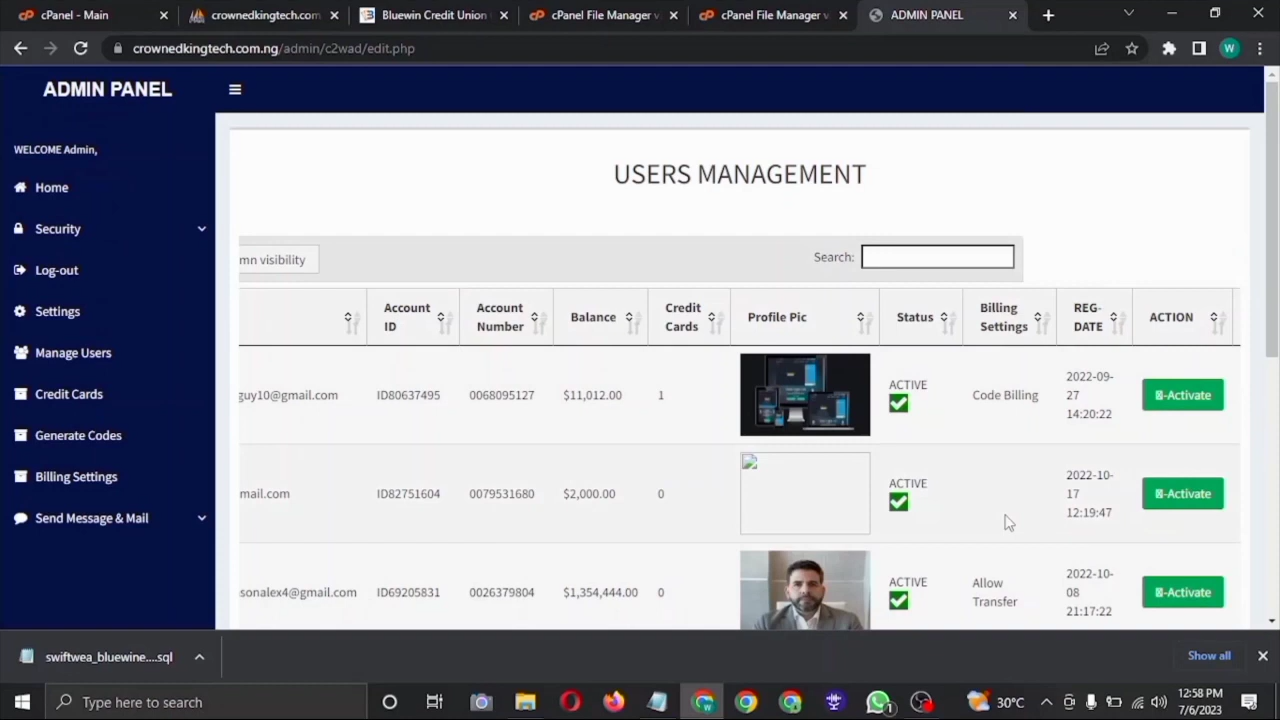 cPanel - Main
crownedkingtech.com
Bluewin Credit Union
cPanel File Manager v
cPanel File Manager v
ADMIN PANEL
crownedkingtech.com.ng/admin/c2wad/edit.php
W
ADMIN PANEL
WELCOME Admin,
Home
Security
Log-out
Settings
Manage Users
Credit Cards
Generate Codes
Billing Settings
Send Message & Mail
USERS MANAGEMENT
mn visibility
Search:
Account ID
Account Number
Balance
Credit Cards
Profile Pic
Status
Billing Settings
REG-DATE
ACTION
guy10@gmail.com ID80637495 0068095127 $11,012.00 1 ACTIVE Code Billing 2022-09-27 14:20:22 -Activate
mail.com ID82751604 0079531680 $2,000.00 0 ACTIVE 2022-10-17 12:19:47 -Activate
sonalex4@gmail.com ID69205831 0026379804 $1,354,444.00 0 ACTIVE Allow Transfer 2022-10-08 21:17:22 -Activate
swiftwea_bluewine....sql
Show all
Type here to search
1
30°C
12:58 PM
7/6/2023